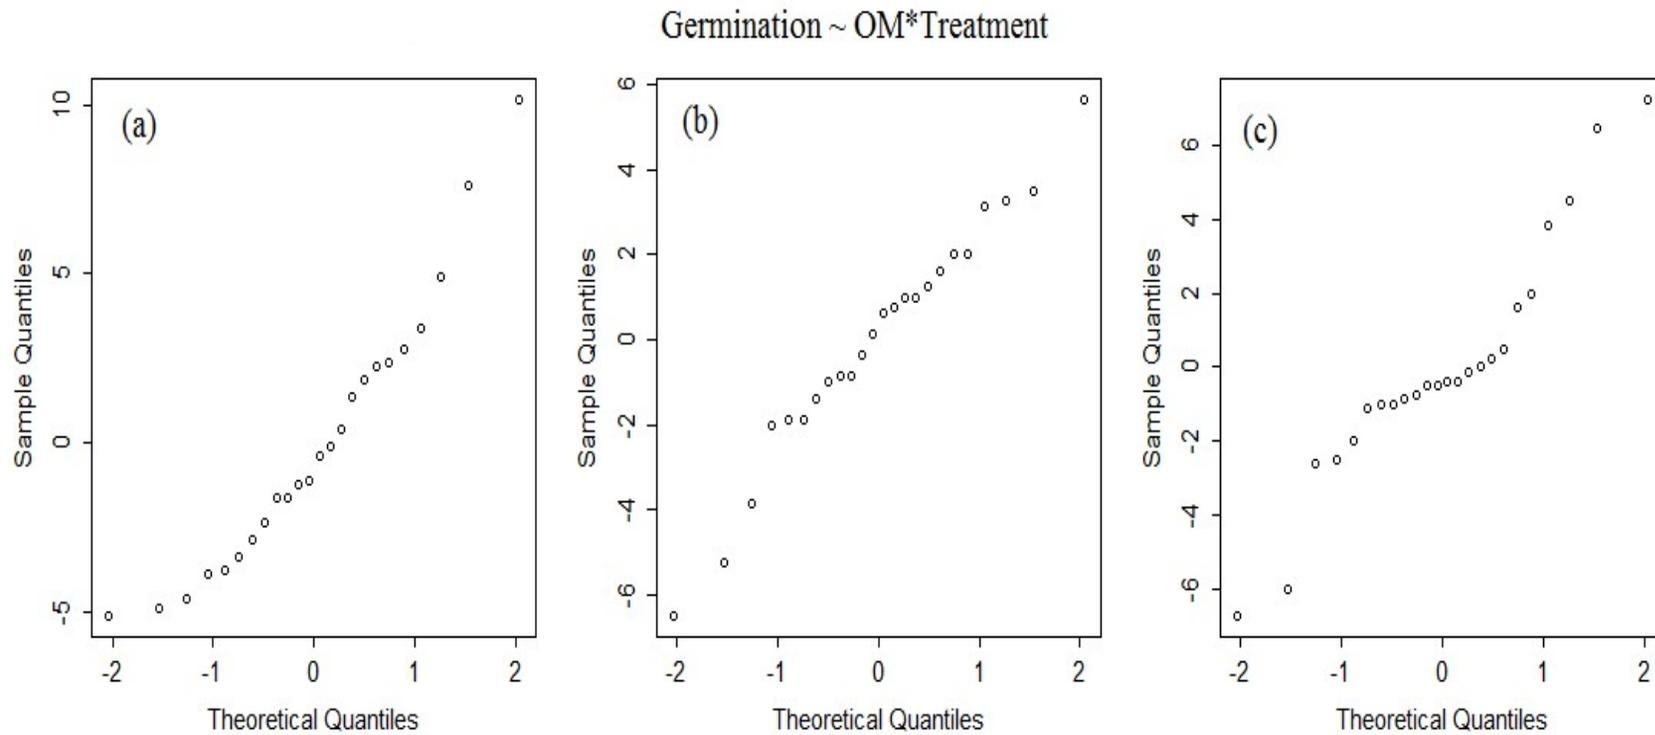 Germination ~ OM*Treatment
(a)
10
5
0
-5
Sample Quantiles
-2 -1 0 1 2
Theoretical Quantiles
(b)
6
4
2
0
-2
-4
-6
Sample Quantiles
-2 -1 0 1 2
Theoretical Quantiles
(c)
6
4
2
0
-2
-4
-6
Sample Quantiles
-2 -1 0 1 2
Theoretical Quantiles